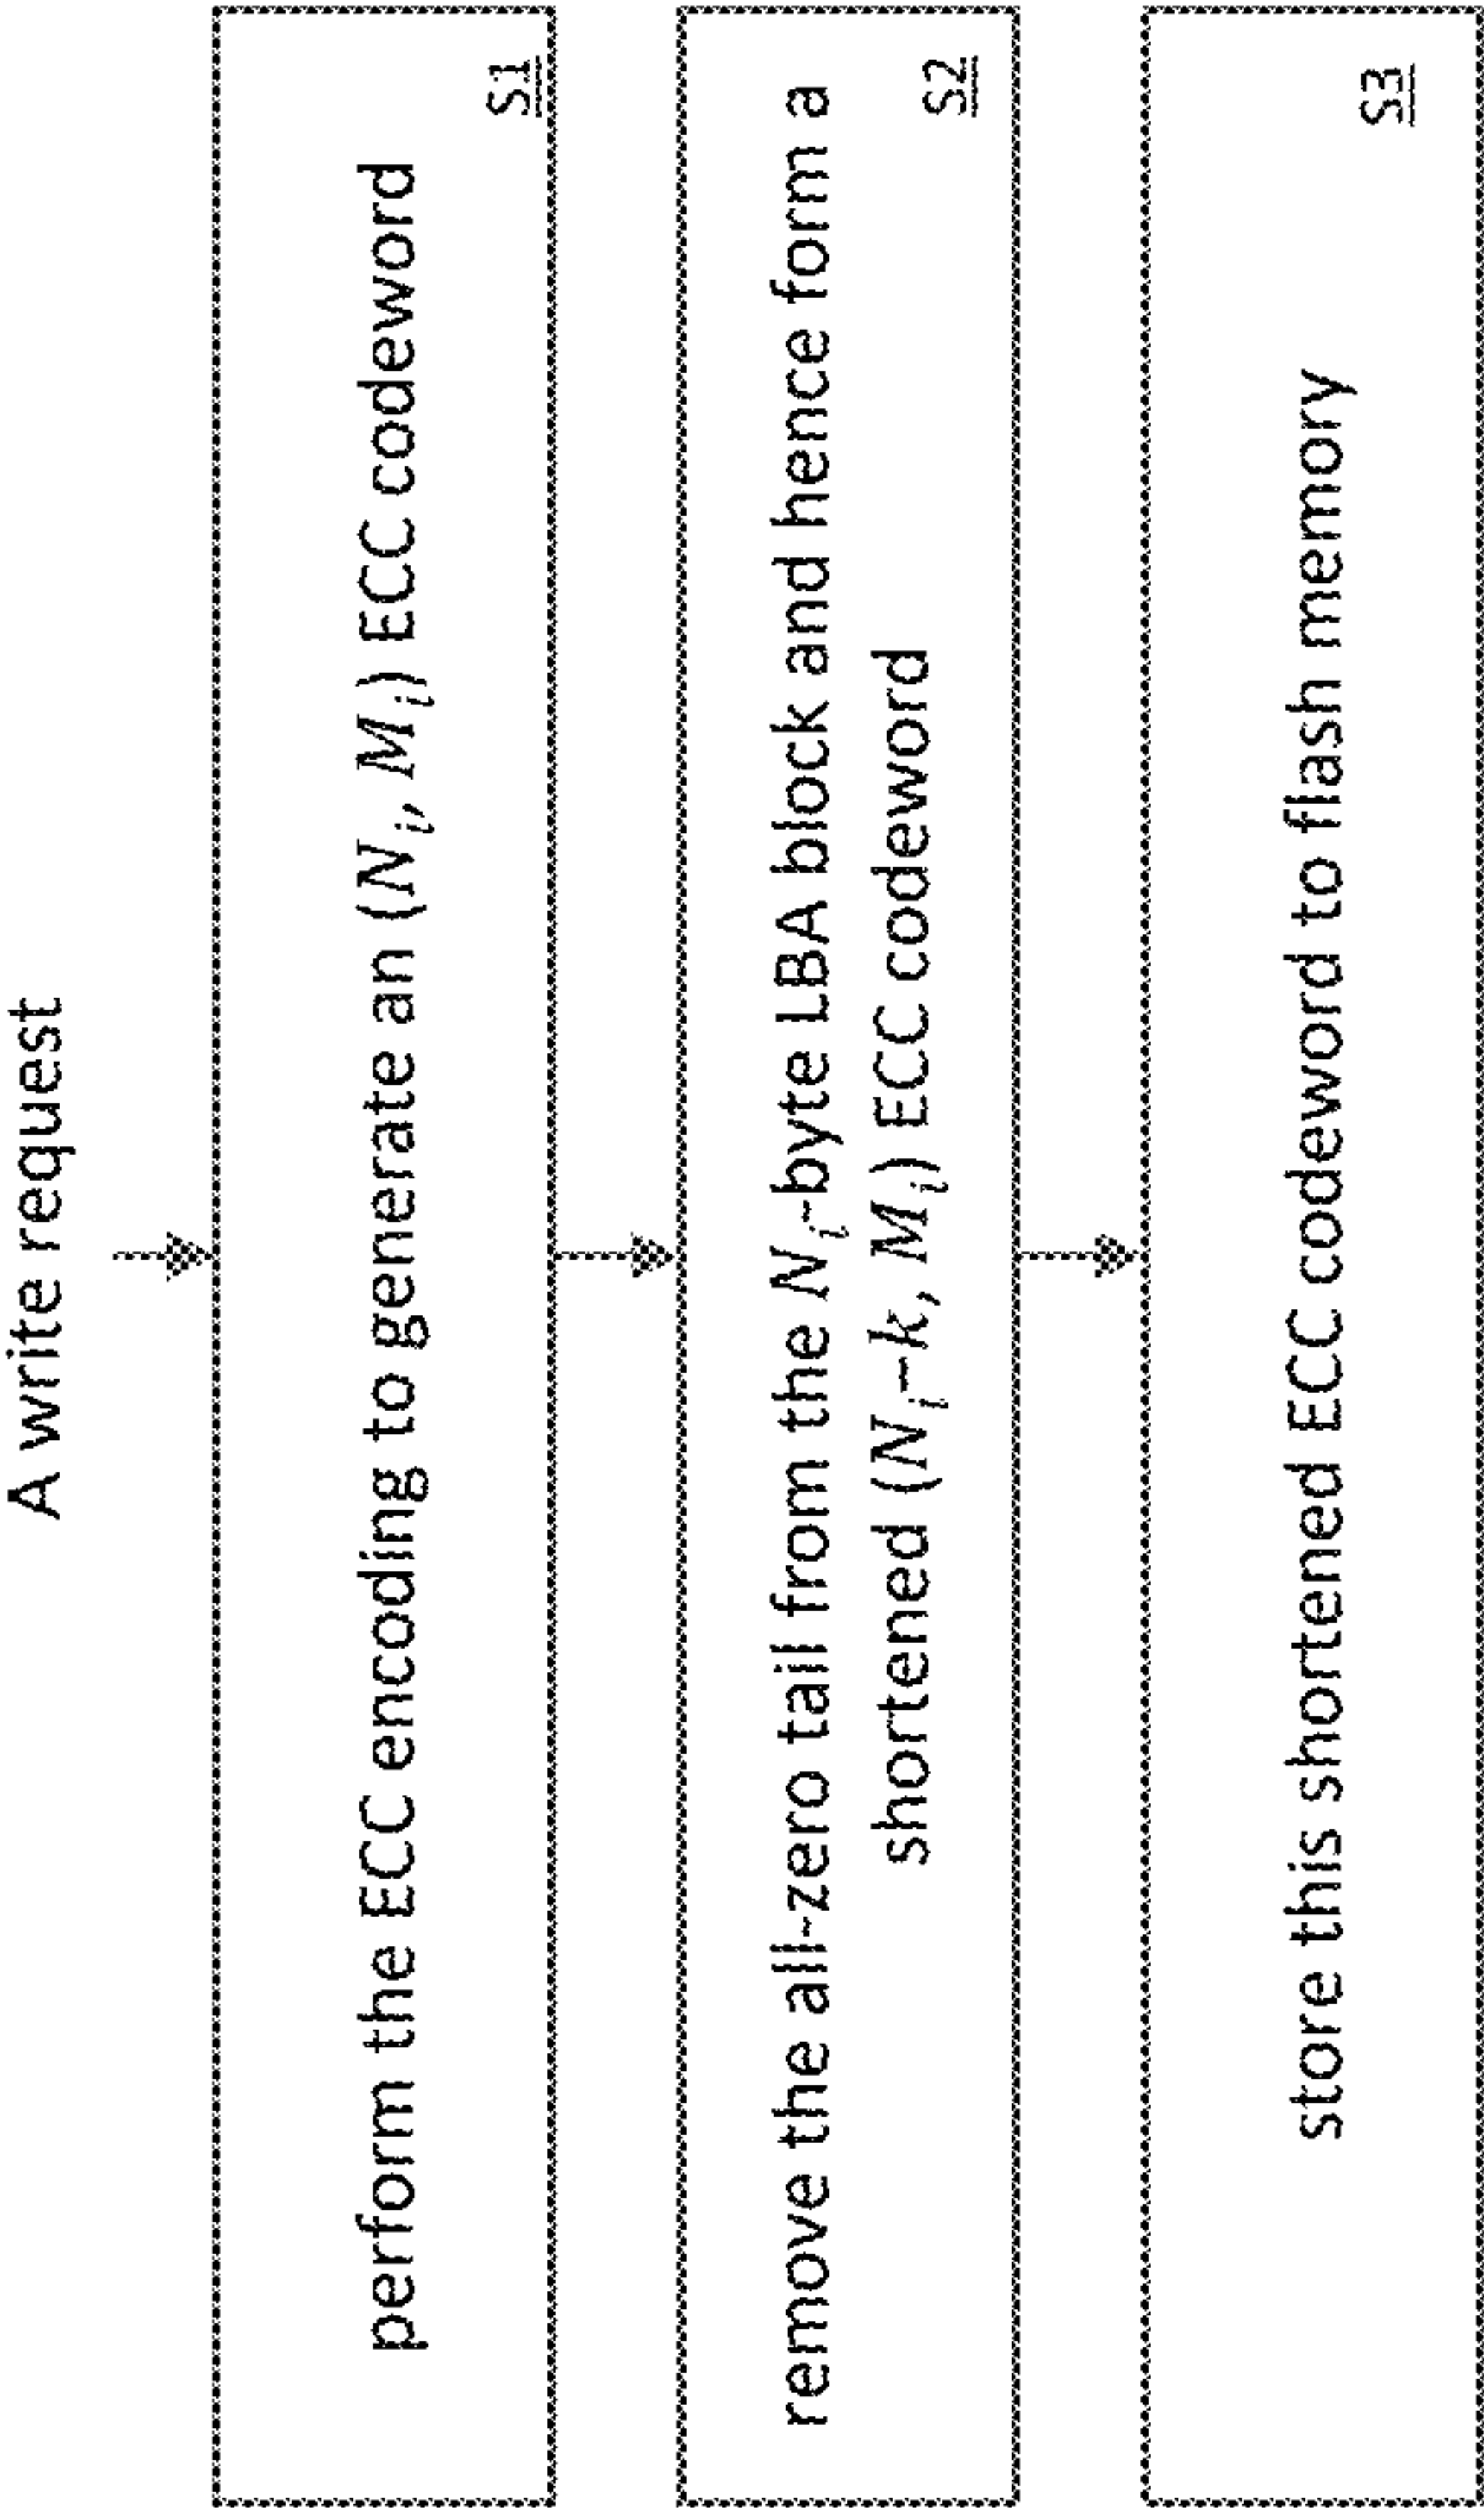 A write request
perform the ECC encoding to generate an (Nᵢ, Mᵢ) ECC codeword
S1
remove the all-zero tail from the Nᵢ-byte LBA block and hence form a
shortened (Nᵢ-k, Mᵢ) ECC codeword
S2
store this shortened ECC codeword to flash memory
S3